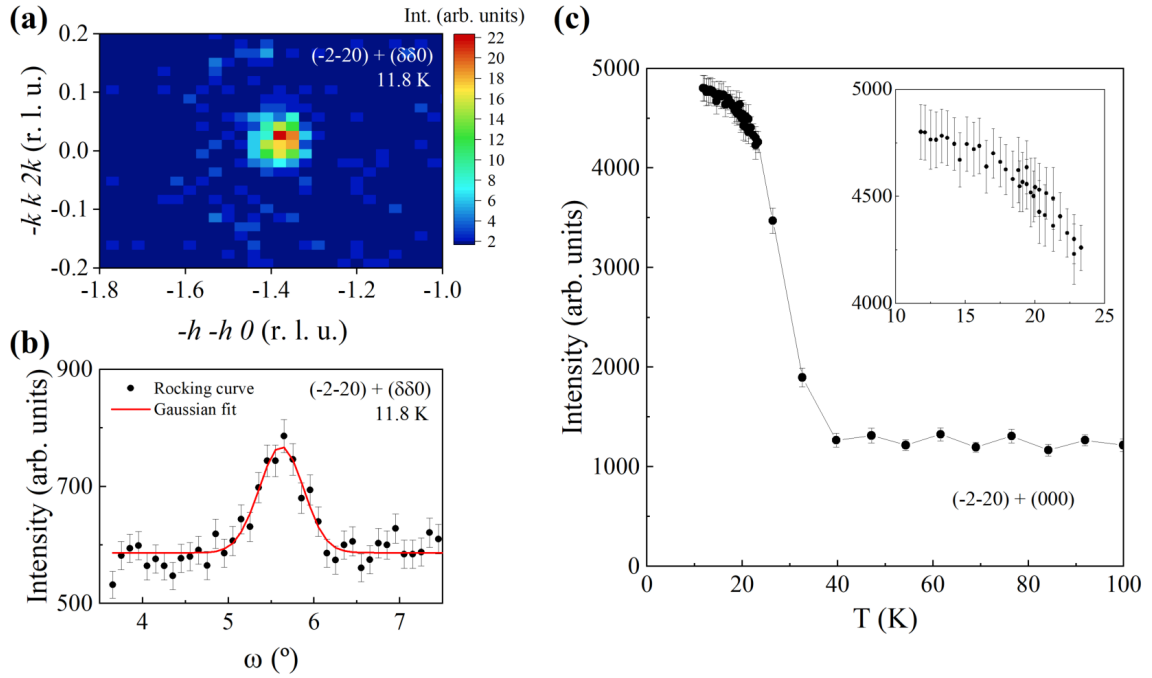 (a)
Int. (arb. units)
(-2-20) + (δδ0)
11.8 K
22
20
18
16
14
12
10
8
6
4
2
0.2
0.1
0.0
-0.1
-0.2
-k k 2k (r. l. u.)
-1.8
-1.6
-1.4
-1.2
-1.0
-h -h 0 (r. l. u.)
(b)
900
700
500
Intensity (arb. units)
Rocking curve
Gaussian fit
(-2-20) + (δδ0)
11.8 K
4
5
6
7
ω (º)
(c)
5000
4000
3000
2000
1000
0
Intensity (arb. units)
5000
4500
4000
10
15
20
25
(-2-20) + (000)
0
20
40
60
80
100
T (K)